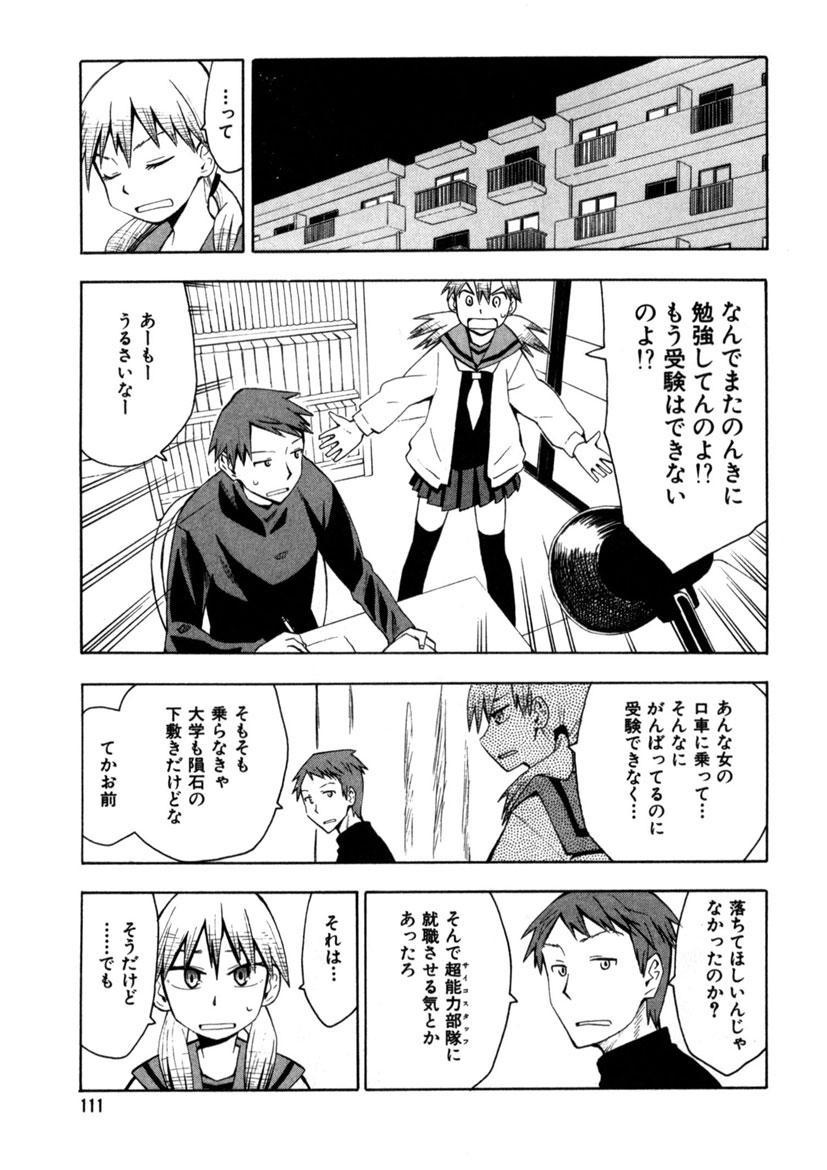 …って
なんでまたのんきに
勉強してんのよ!?
もう受験はできない
のよ!?
あーもー
うるさいなー
あんな女の
口車に乗って…
そんなに
がんばってるのに
受験できなく…
そもそも
乗らなきゃ
大学も隕石の
下敷きだけどな
てかお前
落ちてほしいんじゃ
なかったのか?
そんで超能力部隊に
サイコスタッフ
就職させる気とか
あったろ
それは…
そうだけど
……でも
111